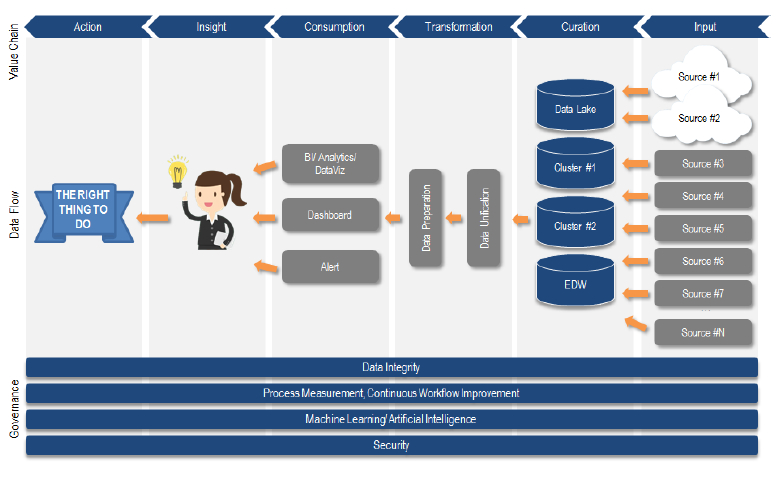 Value Chain
Action
Insight
Consumption
Transformation
Curation
Input
Data Flow
THE RIGHT
THING TO
DO
BI/ Analytics/
DataViz
Dashboard
Alert
Data Preparation
Data Unification
Data Lake
Cluster #1
Cluster #2
EDW
Source #1
Source #2
Source #3
Source #4
Source #5
Source #6
Source #7
...
Source #N
Governance
Data Integrity
Process Measurement, Continuous Workflow Improvement
Machine Learning/ Artificial Intelligence
Security